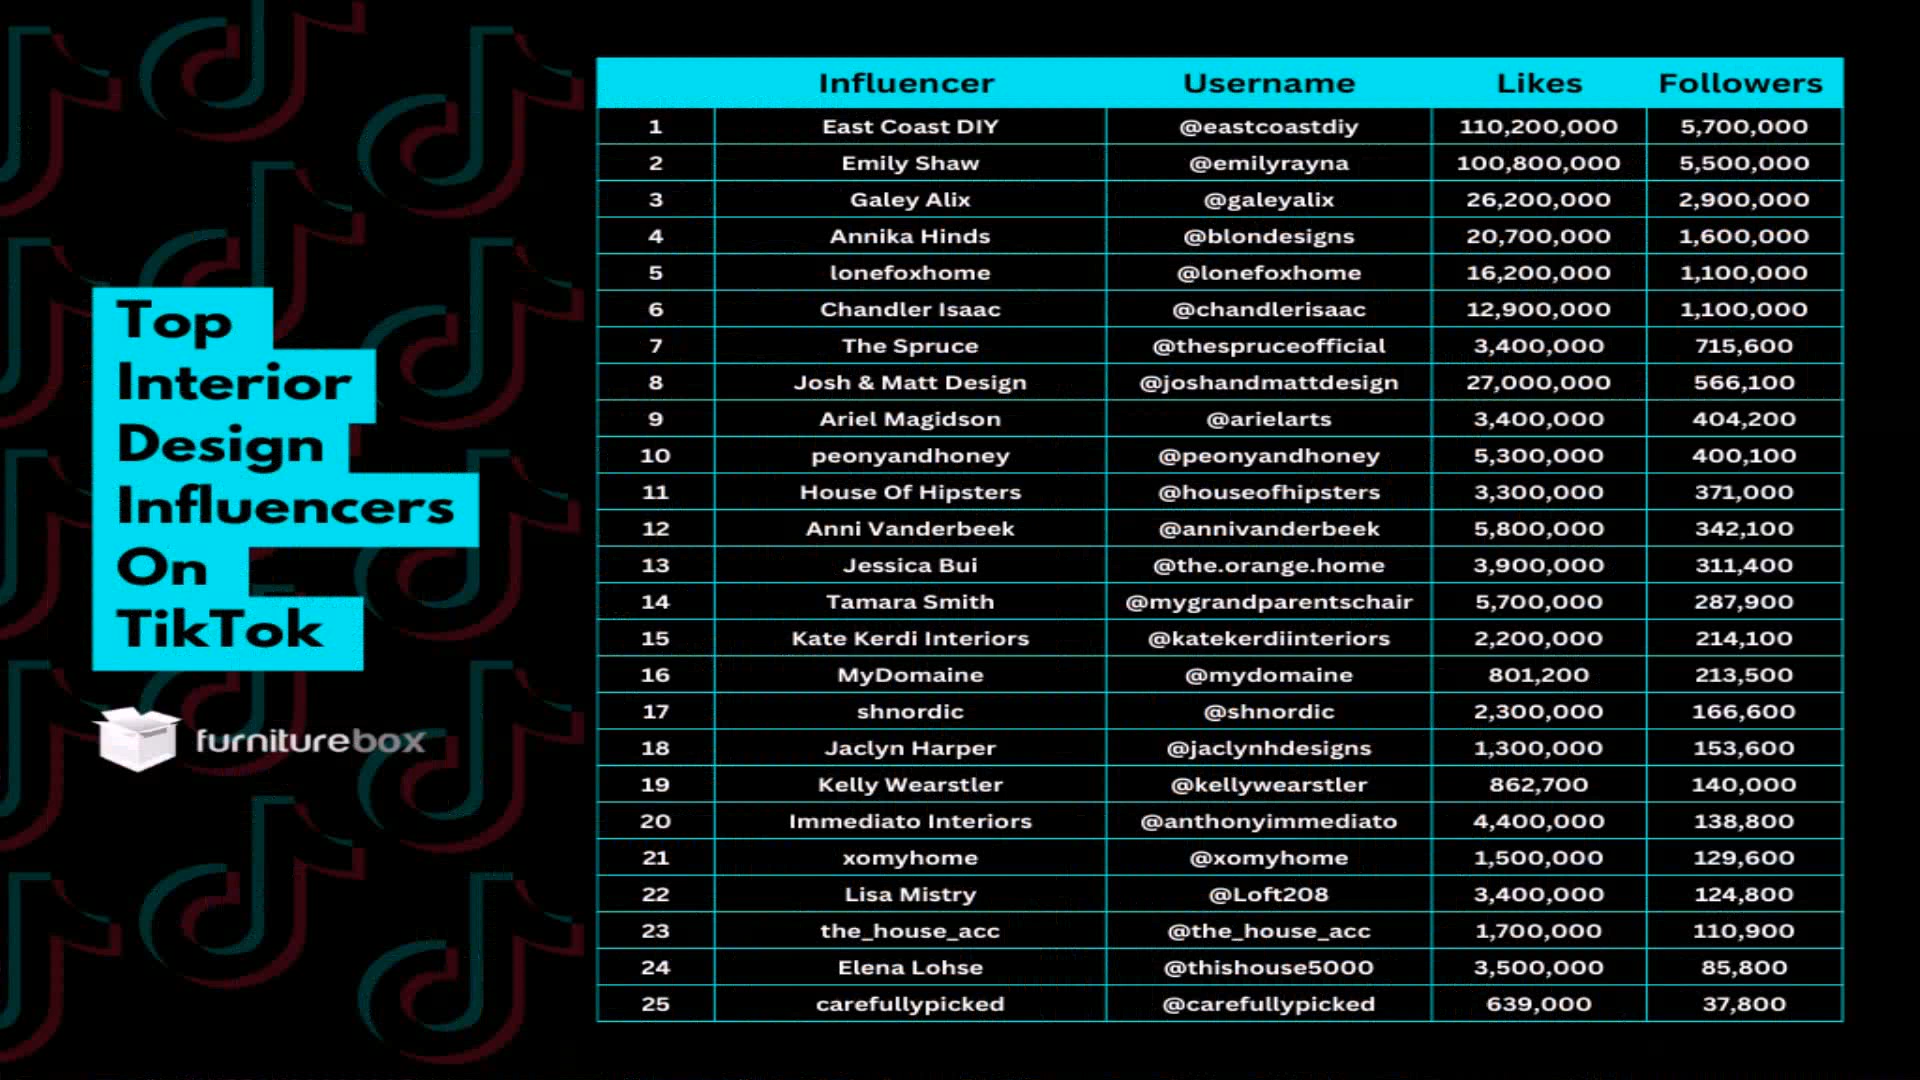 Top
Interior
Design
Influencers
On
TikTok
furniturebox
Influencer Username Likes Followers
1 East Coast DIY @eastcoastdiy 110,200,000 5,700,000
2 Emily Shaw @emilyrayna 100,800,000 5,500,000
3 Galey Alix @galeyalix 26,200,000 2,900,000
4 Annika Hinds @blondesigns 20,700,000 1,600,000
5 lonefoxhome @lonefoxhome 16,200,000 1,100,000
6 Chandler Isaac @chandlerisaac 12,900,000 1,100,000
7 The Spruce @thespruceofficial 3,400,000 715,600
8 Josh & Matt Design @joshandmattdesign 27,000,000 566,100
9 Ariel Magidson @arielarts 3,400,000 404,200
10 peonyandhoney @peonyandhoney 5,300,000 400,100
11 House Of Hipsters @houseofhipsters 3,300,000 371,000
12 Anni Vanderbeek @annivanderbeek 5,800,000 342,100
13 Jessica Bui @the.orange.home 3,900,000 311,400
14 Tamara Smith @mygrandparentschair 5,700,000 287,900
15 Kate Kerdi Interiors @katekerdiinteriors 2,200,000 214,100
16 MyDomaine @mydomaine 801,200 213,500
17 shnordic @shnordic 2,300,000 166,600
18 Jaclyn Harper @jaclynhdesigns 1,300,000 153,600
19 Kelly Wearstler @kellywearstler 862,700 140,000
20 Immediato Interiors @anthonyimmediato 4,400,000 138,800
21 xomyhome @xomyhome 1,500,000 129,600
22 Lisa Mistry @Loft208 3,400,000 124,800
23 the_house_acc @the_house_acc 1,700,000 110,900
24 Elena Lohse @thishouse5000 3,500,000 85,800
25 carefullypicked @carefullypicked 639,000 37,800